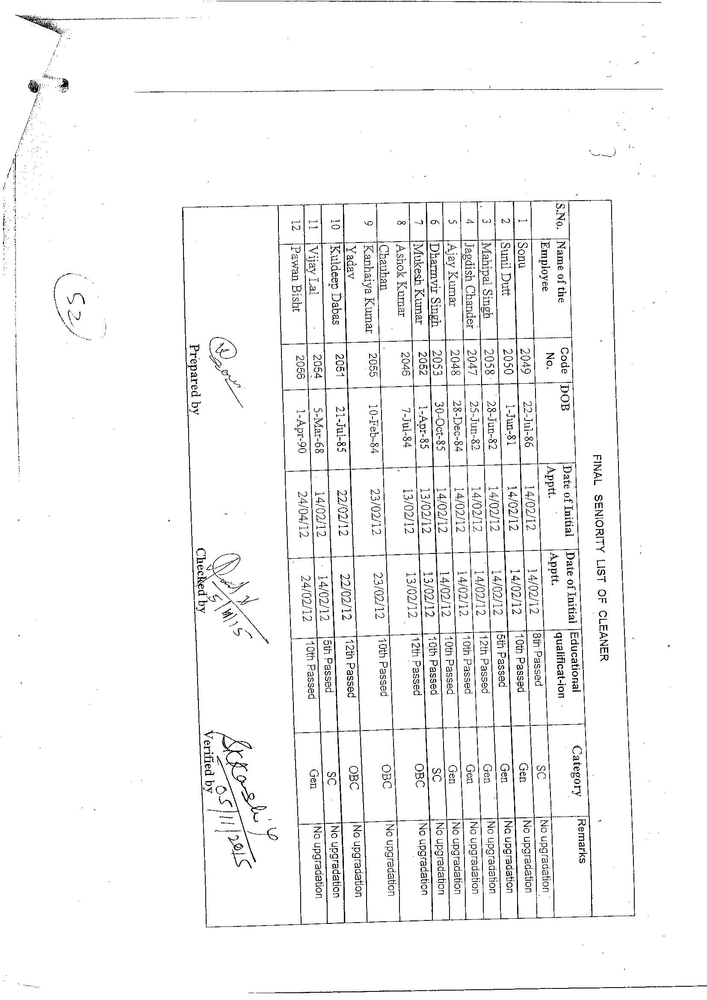 FINAL SENIORITY LIST OF CLEANER
S.No. Name of the Employee Code No. DOB Date of Initial Apptt. Date of Initial Apptt. Educational qualificat-ion Category Remarks
1 Sonu 2049 22-Jul-86 14/02/12 14/02/12 8th Passed SC No upgradation
2 Sunil Dutt 2050 1-Jun-81 14/02/12 14/02/12 10th Passed Gen No upgradation
3 Mahipal Singh 2058 28-Jun-82 14/02/12 14/02/12 5th Passed Gen No upgradation
4 Jagdish Chander 2047 25-Jun-82 14/02/12 14/02/12 12th Passed Gen No upgradation
5 Ajay Kumar 2048 28-Dec-84 14/02/12 14/02/12 10th Passed Gen No upgradation
6 Dharmvir Singh 2053 30-Oct-85 14/02/12 14/02/12 10th Passed Gen No upgradation
7 Mukesh Kumar 2052 1-Apr-85 13/02/12 13/02/12 10th Passed SC No upgradation
8 Ashok Kumar Chauhan 2046 7-Jul-84 13/02/12 13/02/12 12th Passed OBC No upgradation
9 Kanhaiya Kumar Yadav 2055 10-Feb-84 23/02/12 23/02/12 10th Passed OBC No upgradation
10 Kuldeep Dabas 2051 21-Jul-85 22/02/12 22/02/12 12th Passed OBC No upgradation
11 Vijay Lal 2054 5-Mar-68 14/02/12 14/02/12 5th Passed SC No upgradation
12 Pawan Bisht 2056 1-Apr-90 24/04/12 24/02/12 10th Passed Gen No upgradation
5/11/15
05/11/2015
Prepared by Checked by Verified by
52